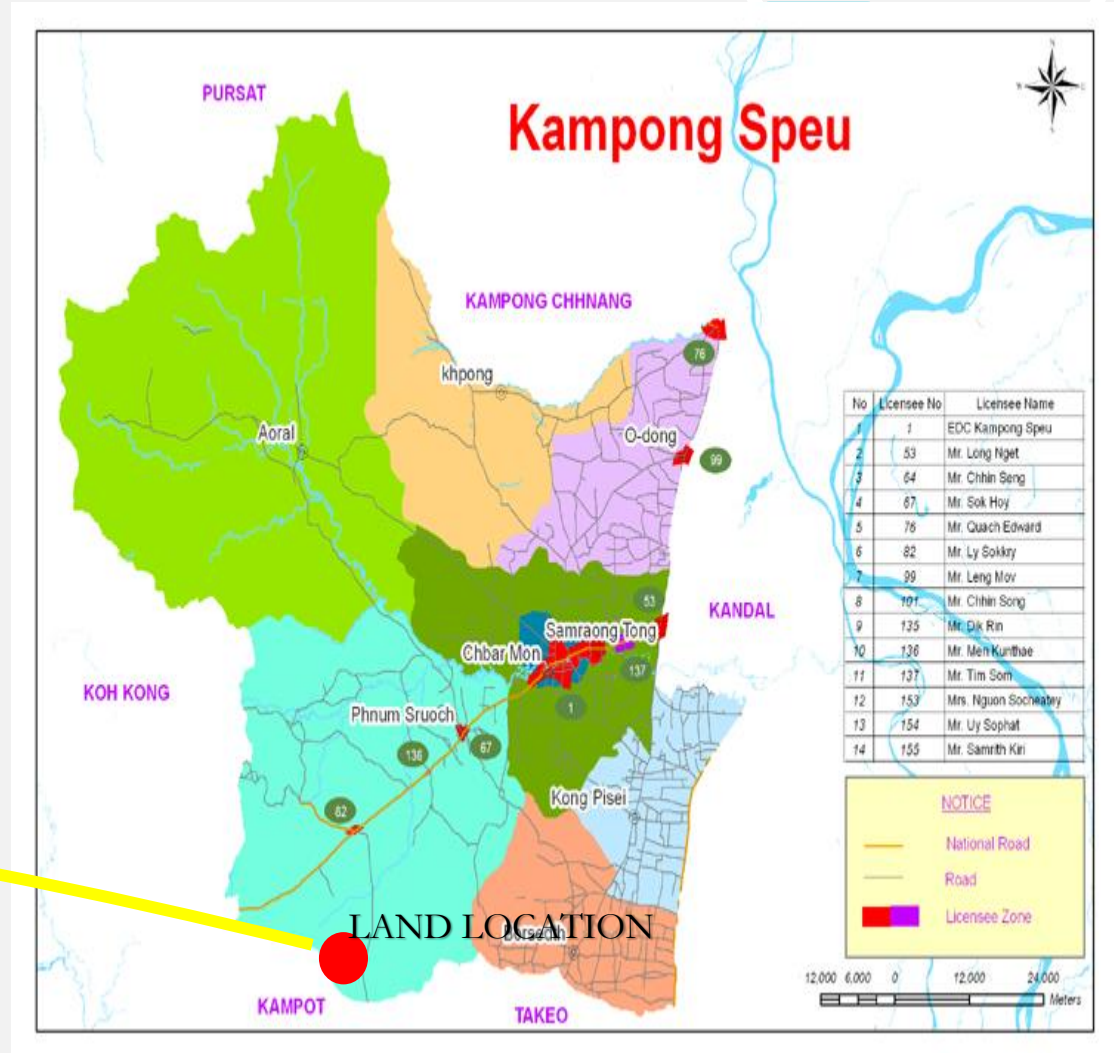 N
W
E
S
PURSAT
Kampong Speu
KAMPONG CHHNANG
76
khpong
Aoral
O-dong
99
No Licensee No Licensee Name
1 1 EDC Kampong Speu
2 53 Mr. Long Nget
3 64 Mr. Chhin Seng
4 67 Mr. Sok Hoy
5 76 Mr. Quach Edward
6 82 Mr. Ly Sokkry
7 99 Mr. Leng Mov
8 101 Mr. Chhin Song
9 135 Mr. Dik Rin
10 136 Mr. Men Kunthae
11 137 Mr. Tim Som
12 153 Mrs. Nguon Socheatey
13 154 Mr. Uy Sophat
14 155 Mr. Samrith Kiri
53
KANDAL
Samraong Tong
Chbar Mon
137
KOH KONG
1
Phnum Sruoch
136
67
Kong Pisei
82
NOTICE
National Road
Road
Licensee Zone
LAND LOCATION
Borsedth
12,000 6,000 0 12,000 24,000
Meters
KAMPOT
TAKEO